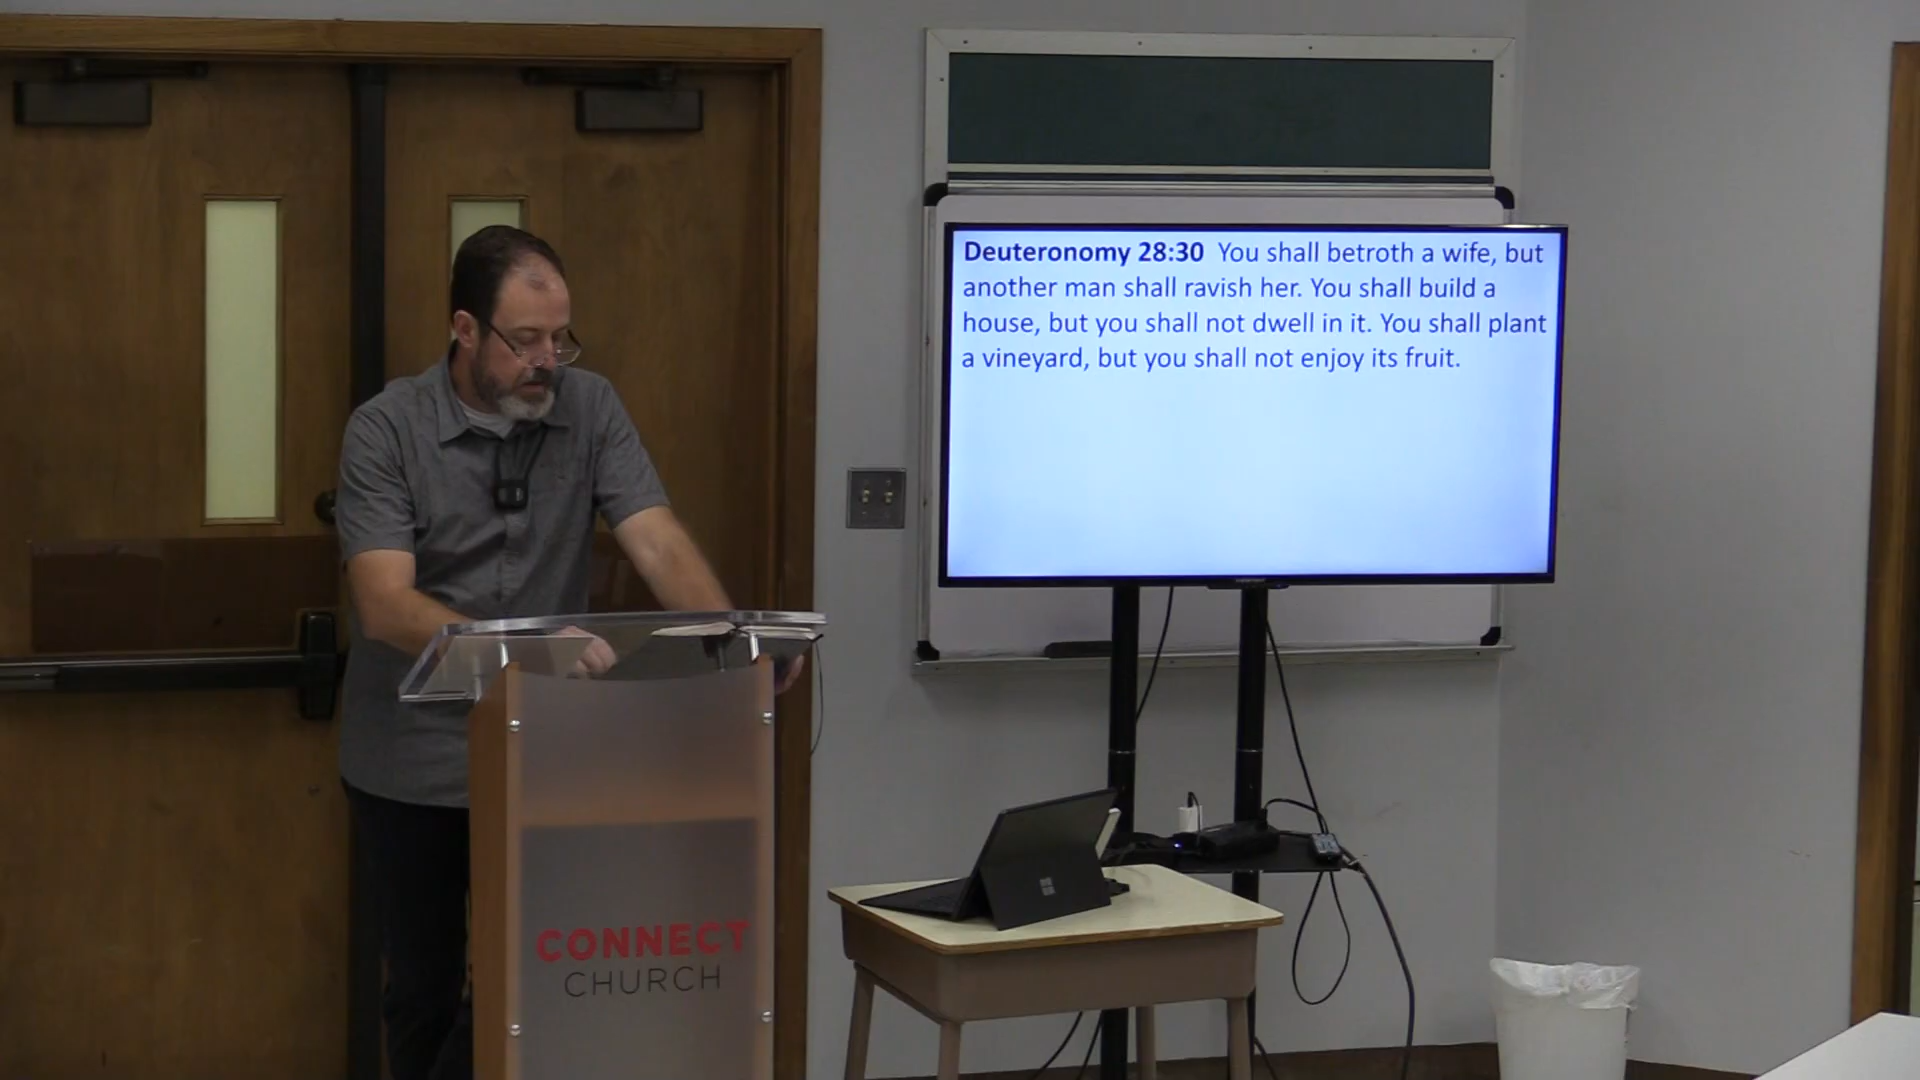 Deuteronomy 28:30 You shall betroth a wife, but
another man shall ravish her. You shall build a
house, but you shall not dwell in it. You shall plant
a vineyard, but you shall not enjoy its fruit.
CONNECT
CHURCH